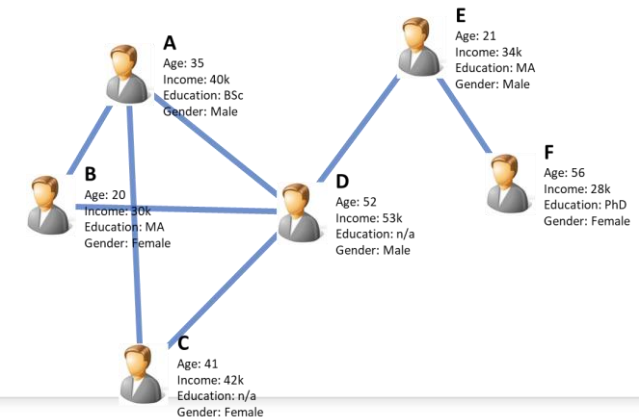 A
Age: 35
Income: 40k
Education: BSc
Gender: Male
B
Age: 20
Income: 30k
Education: MA
Gender: Female
C
Age: 41
Income: 42k
Education: n/a
Gender: Female
D
Age: 52
Income: 53k
Education: n/a
Gender: Male
E
Age: 21
Income: 34k
Education: MA
Gender: Male
F
Age: 56
Income: 28k
Education: PhD
Gender: Female